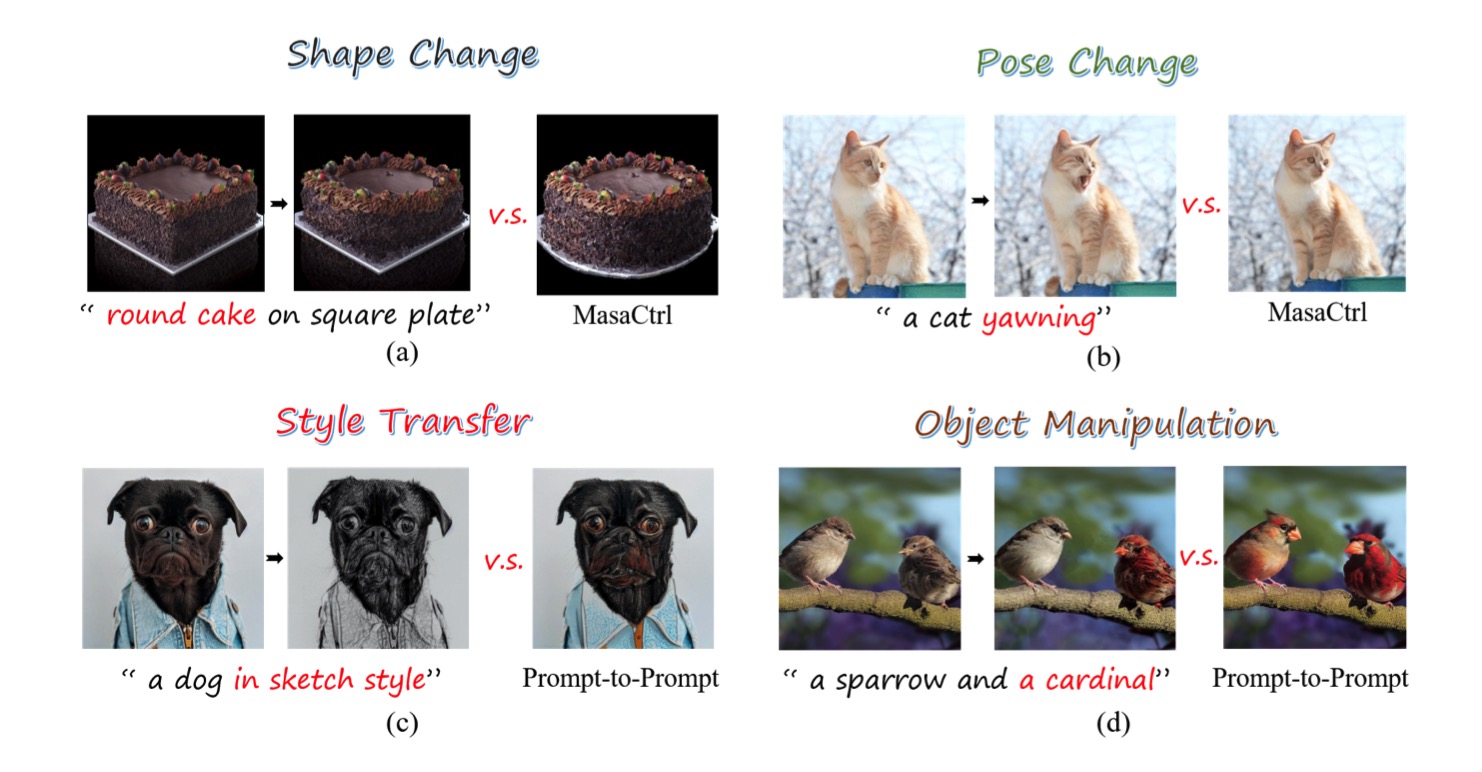 Shape Change
Pose Change
v.s.
v.s.
“ round cake on square plate”
MasaCtrl
“ a cat yawning”
MasaCtrl
(a)
(b)
Style Transfer
Object Manipulation
v.s.
v.s.
“ a dog in sketch style”
Prompt-to-Prompt
“ a sparrow and a cardinal”
Prompt-to-Prompt
(c)
(d)